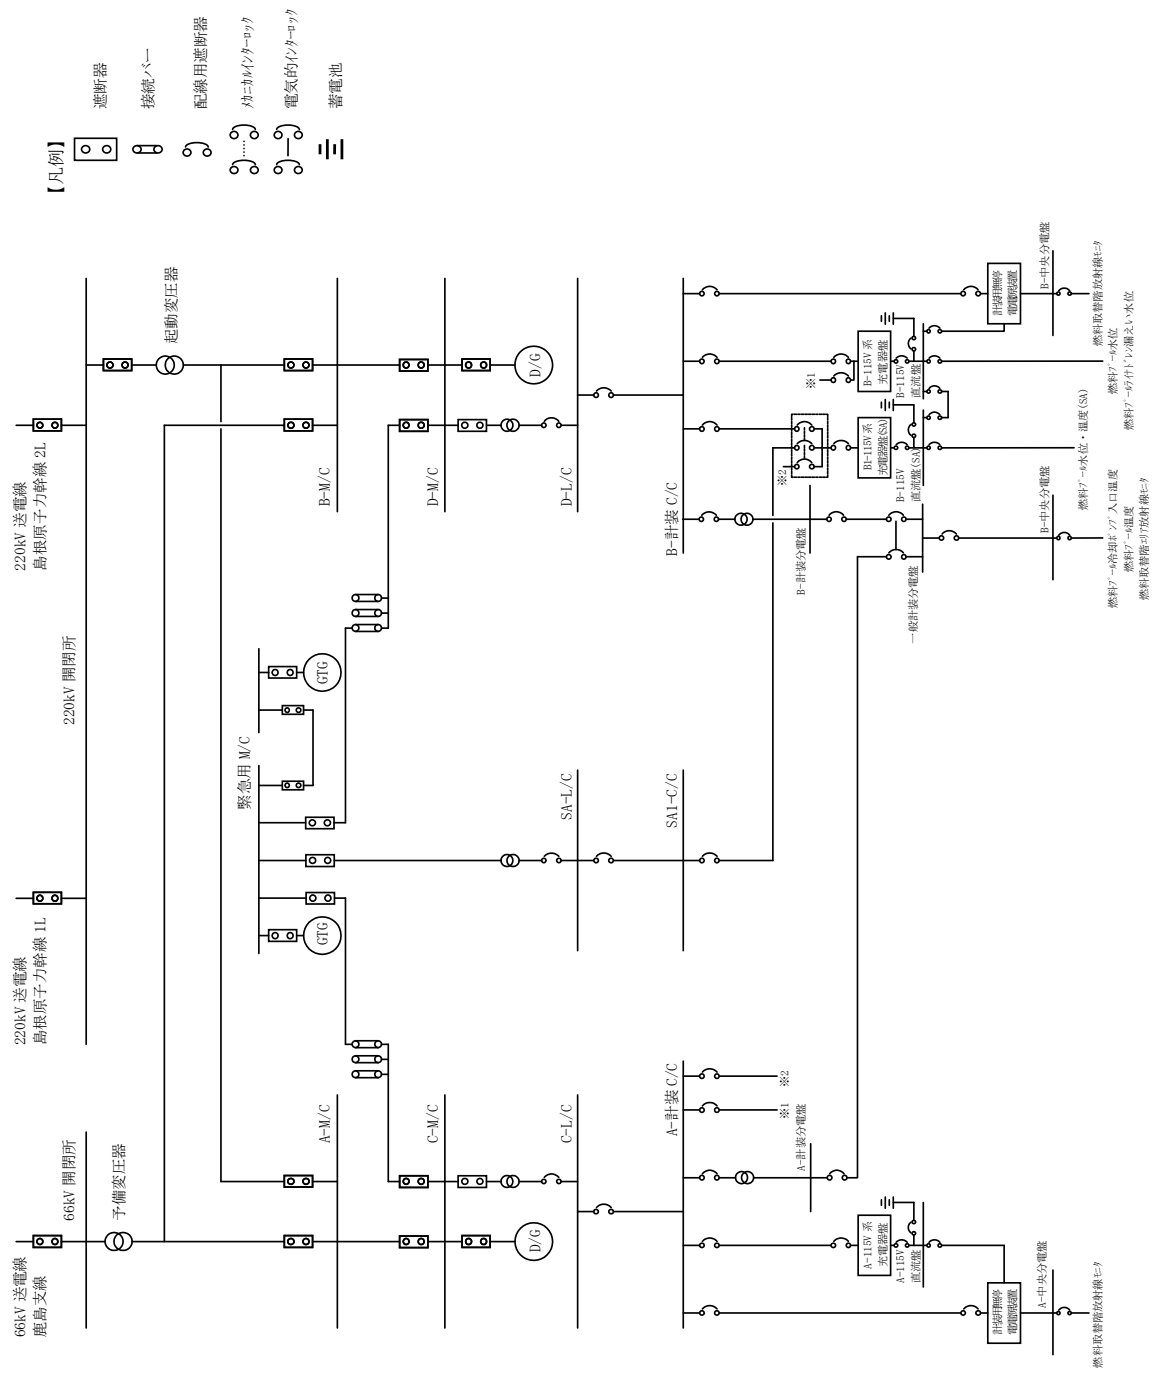 【凡例】
遮断器
接続バー
配線用遮断器
メカニカルインターロック
電気的インターロック
蓄電池
66kV 送電線
鹿島支線
220kV 送電線
島根原子力幹線 1L
220kV 送電線
島根原子力幹線 2L
66kV 開閉所
220kV 開閉所
予備変圧器
起動変圧器
緊急用 M/C
GTG
GTG
A-M/C
B-M/C
C-M/C
D-M/C
D/G
D/G
C-L/C
SA-L/C
D-L/C
A-計装 C/C
SA1-C/C
B-計装 C/C
※1
※2
※2
※1
A-計装分電盤
B-計装分電盤
A-115V 系
充電器盤
B1-115V 系
充電器盤(SA)
B-115V 系
充電器盤
A-115V
直流盤
B-115V
直流盤(SA)
B-115V
直流盤
一般計装分電盤
計装用無停
電電源装置
計装用無停
電電源装置
A-中央分電盤
B-中央分電盤
B-中央分電盤
燃料取替階放射線モニタ
燃料プール冷却ポンプ入口温度
燃料プール温度
燃料取替階エリア放射線モニタ
燃料プール水位・温度(SA)
燃料プール水位
燃料プールライナドレン漏えい水位
燃料取替階放射線モニタ